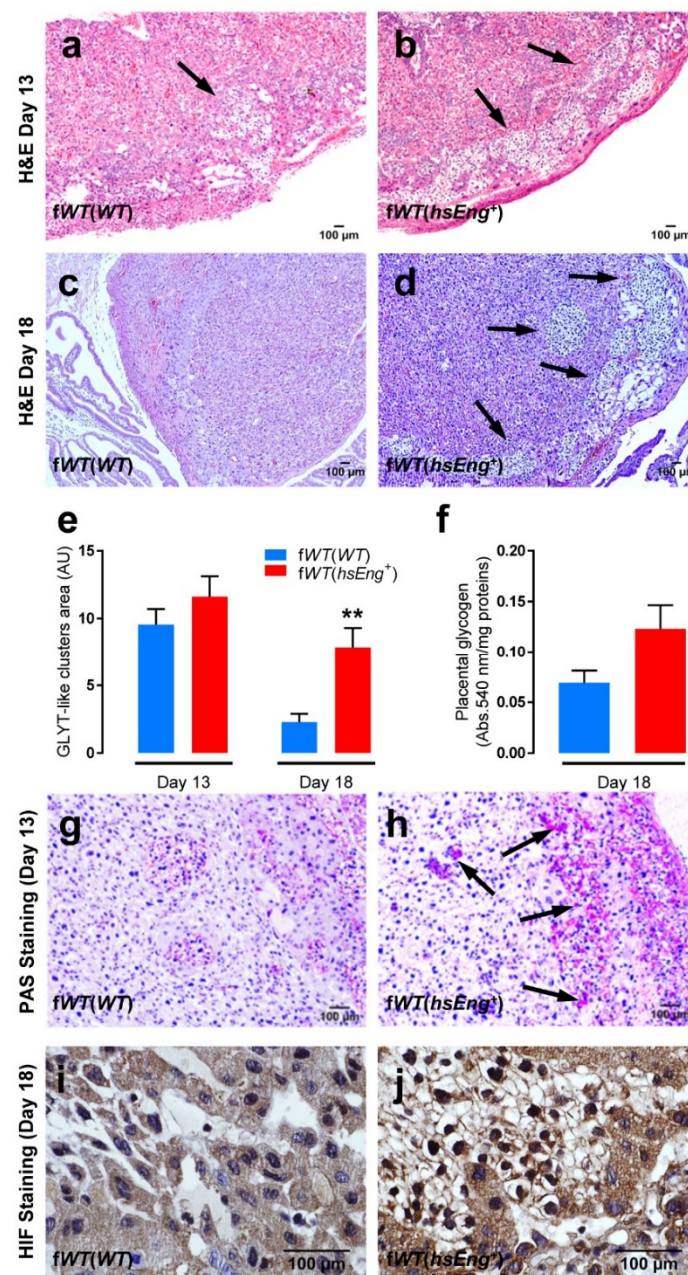 H&E Day 13
a
fWT(WT)
100 µm
b
fWT(hsEng+)
100 µm
H&E Day 18
c
fWT(WT)
100 µm
d
fWT(hsEng+)
100 µm
e
GLYT-like clusters area (AU)
15
10
5
0
fWT(WT)
fWT(hsEng+)
**
Day 13
Day 18
f
Placental glycogen
(Abs.540 nm/mg proteins)
0.20
0.15
0.10
0.05
0.00
Day 18
PAS Staining (Day 13)
g
fWT(WT)
100 µm
h
fWT(hsEng+)
100 µm
HIF Staining (Day 18)
i
fWT(WT)
100 µm
j
fWT(hsEng+)
100 µm